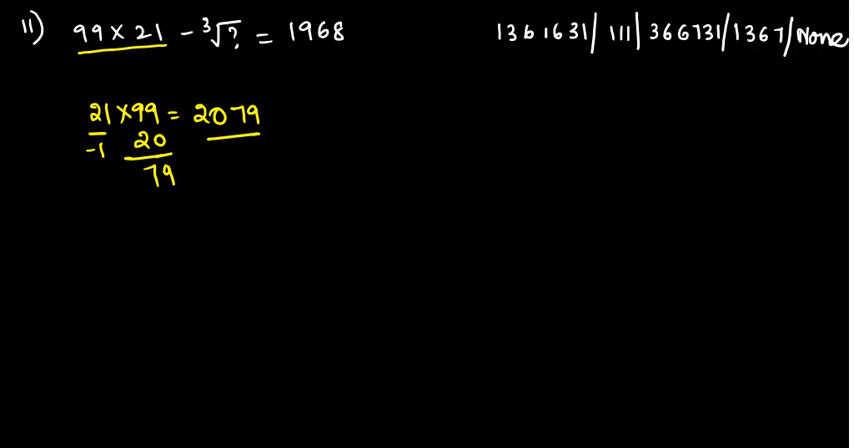 11) 99 × 21 - ³√? = 1968
1361631 / 111 / 366731 / 1367 / None
21 × 99 = 2079
-1 20
79